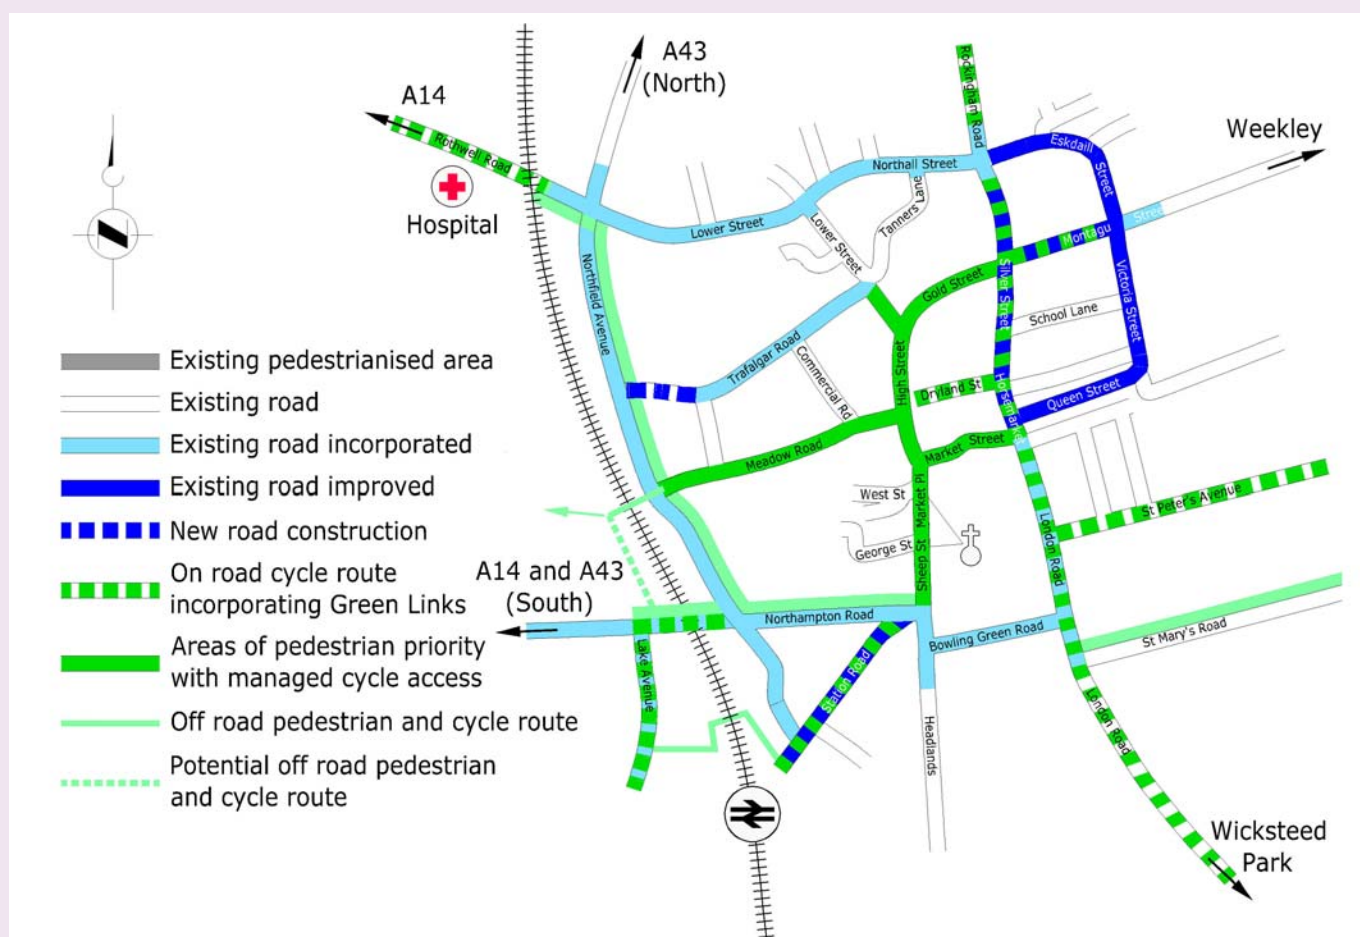 A43
(North)
A14
Rothwell Road
Hospital
Rockingham Road
Weekley
Eskdaill
Street
Northall Street
Tanners Lane
Lower Street
Lower Street
Montagu
Street
Gold Street
Silver Street
Victoria Street
School Lane
Northfield Avenue
Trafalgar Road
Commercial Rd
High Street
Dryland St
Horsemarket
Queen Street
Meadow Road
Market
Street
Market Pl
West St
George St
Sheep St
St Peter's Avenue
London Road
A14 and A43
(South)
Northampton Road
Bowling Green Road
St Mary's Road
Lake Avenue
Station Road
Headlands
London Road
Wicksteed
Park
Existing pedestrianised area
Existing road
Existing road incorporated
Existing road improved
New road construction
On road cycle route
incorporating Green Links
Areas of pedestrian priority
with managed cycle access
Off road pedestrian and cycle route
Potential off road pedestrian
and cycle route